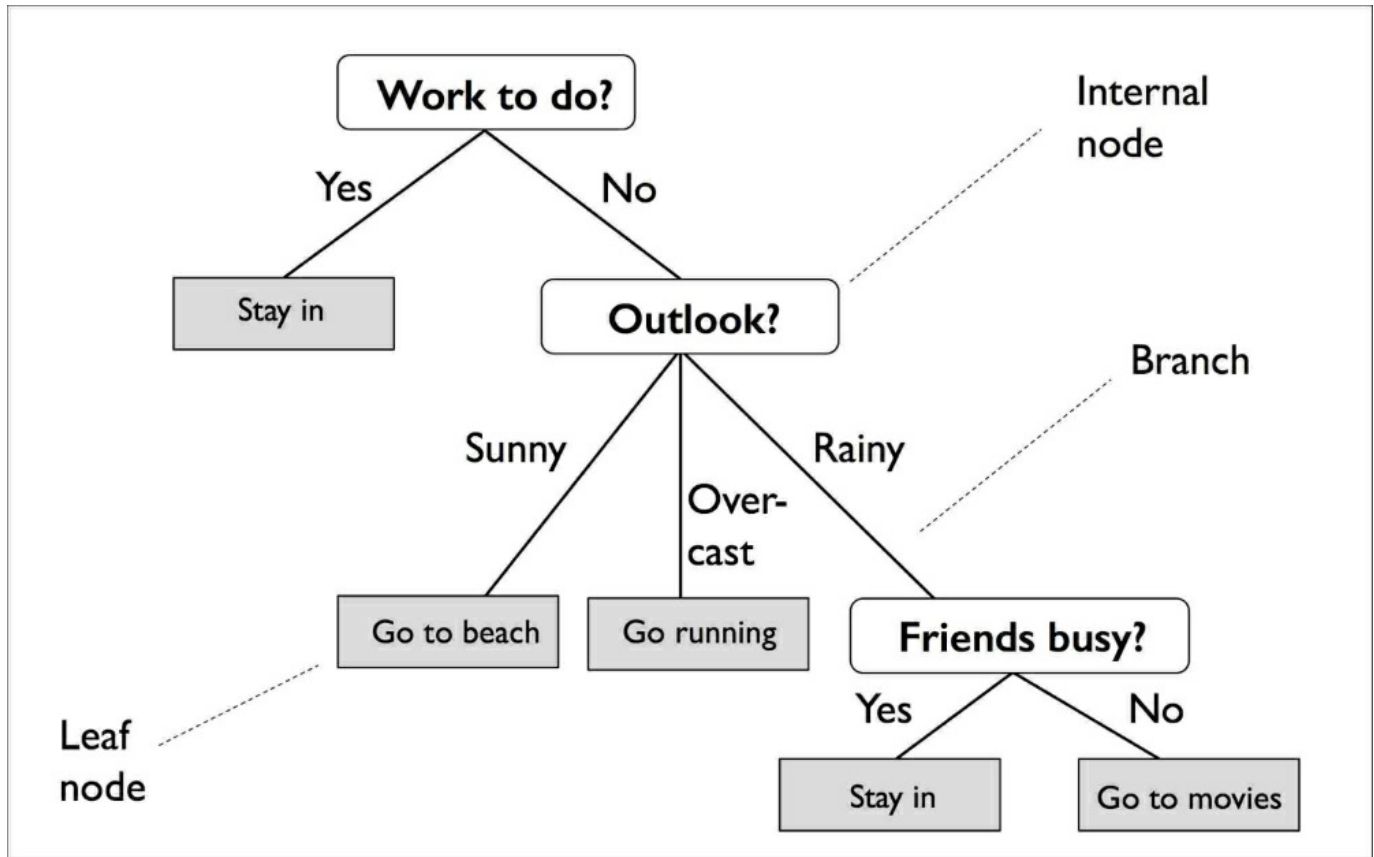 Work to do?
Internal
node
Yes
No
Stay in
Outlook?
Branch
Sunny
Rainy
Over-
cast
Go to beach
Go running
Friends busy?
Yes
No
Leaf
node
Stay in
Go to movies